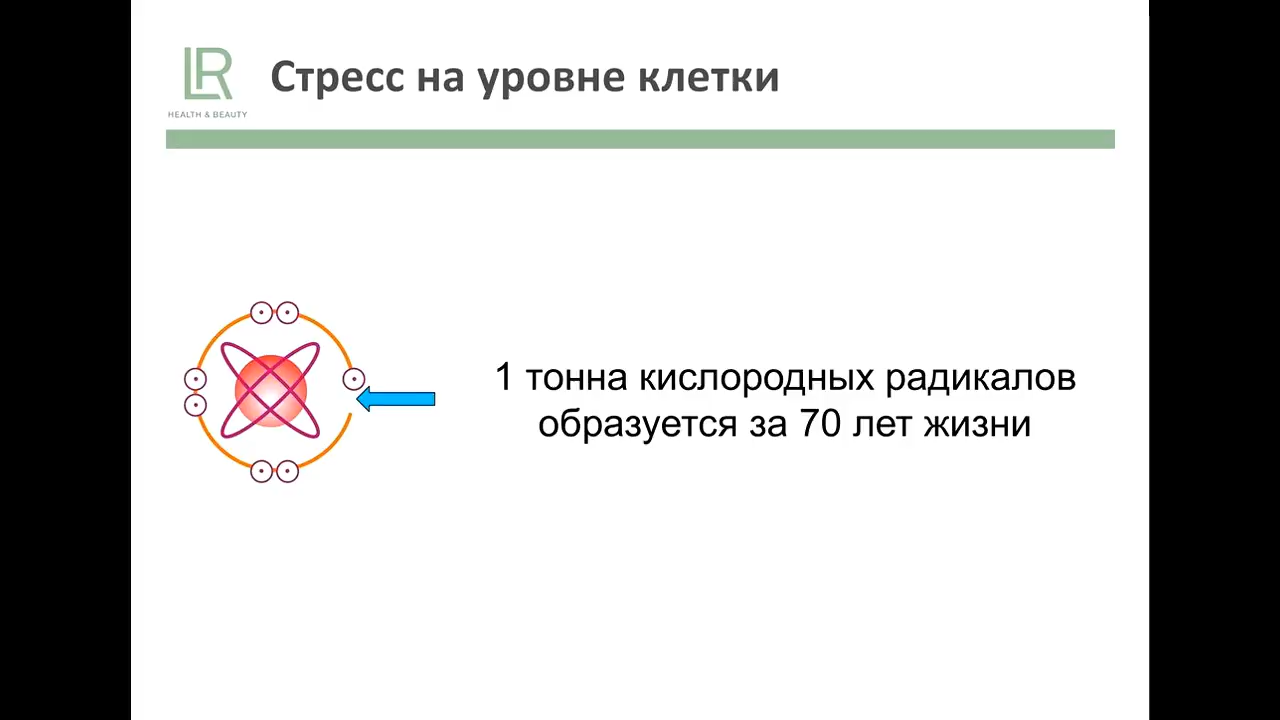 LR
HEALTH & BEAUTY
Стресс на уровне клетки
1 тонна кислородных радикалов
образуется за 70 лет жизни